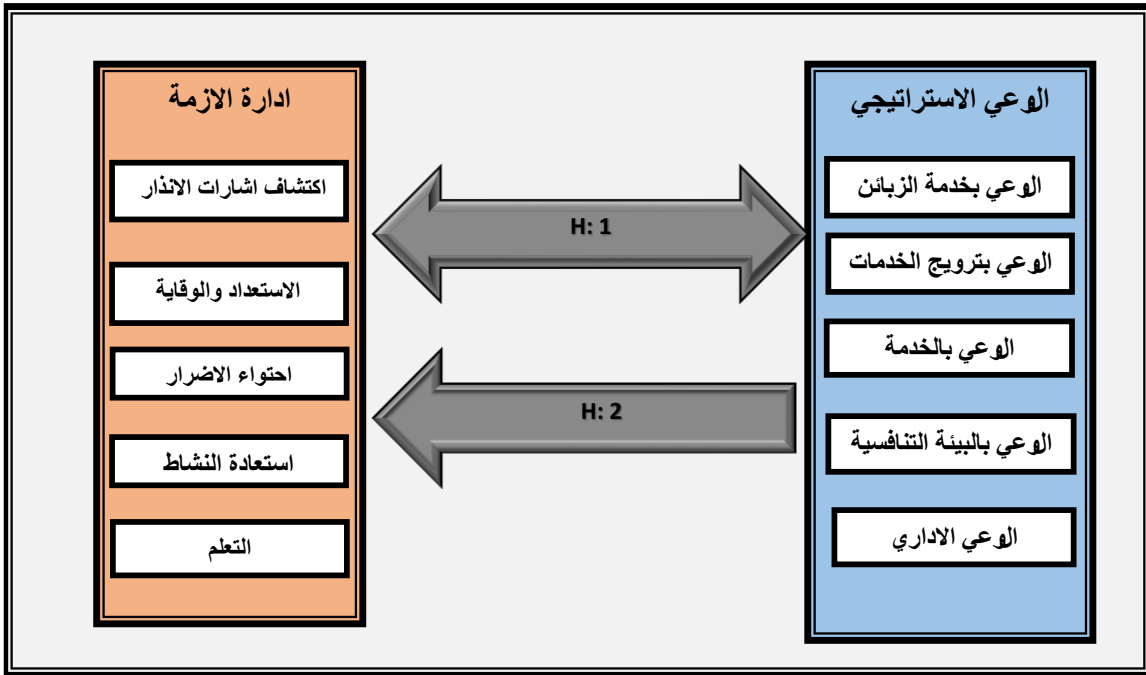 الوعي الاستراتيجي
الوعي بخدمة الزبائن
الوعي بترويج الخدمات
الوعي بالخدمة
الوعي بالبيئة التنافسية
الوعي الاداري
H: 1
H: 2
ادارة الازمة
اكتشاف اشارات الانذار
الاستعداد والوقاية
احتواء الاضرار
استعادة النشاط
التعلم